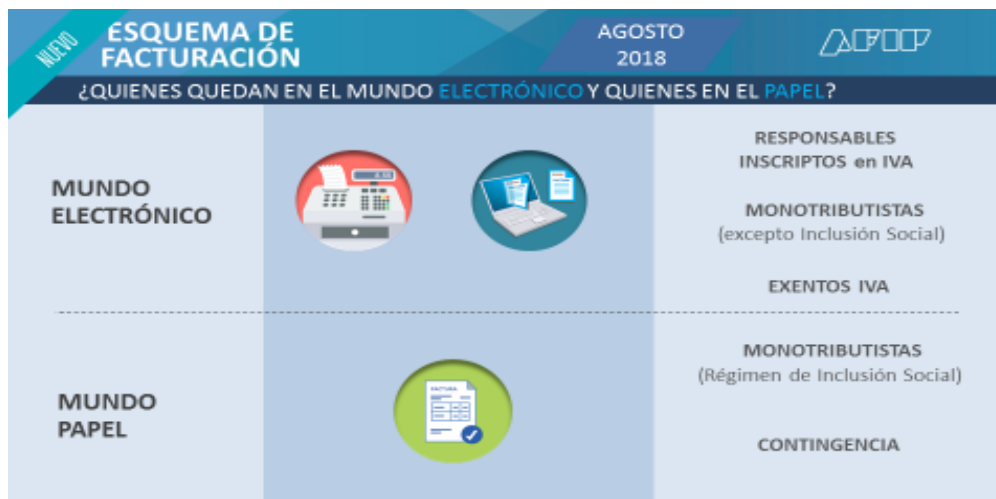 NUEVO
ESQUEMA DE
FACTURACIÓN
AGOSTO
2018
AFIP
¿QUIENES QUEDAN EN EL MUNDO ELECTRÓNICO Y QUIENES EN EL PAPEL?
MUNDO
ELECTRÓNICO
RESPONSABLES
INSCRIPTOS en IVA
MONOTRIBUTISTAS
(excepto Inclusión Social)
EXENTOS IVA
MUNDO
PAPEL
FACTURA
MONOTRIBUTISTAS
(Régimen de Inclusión Social)
CONTINGENCIA